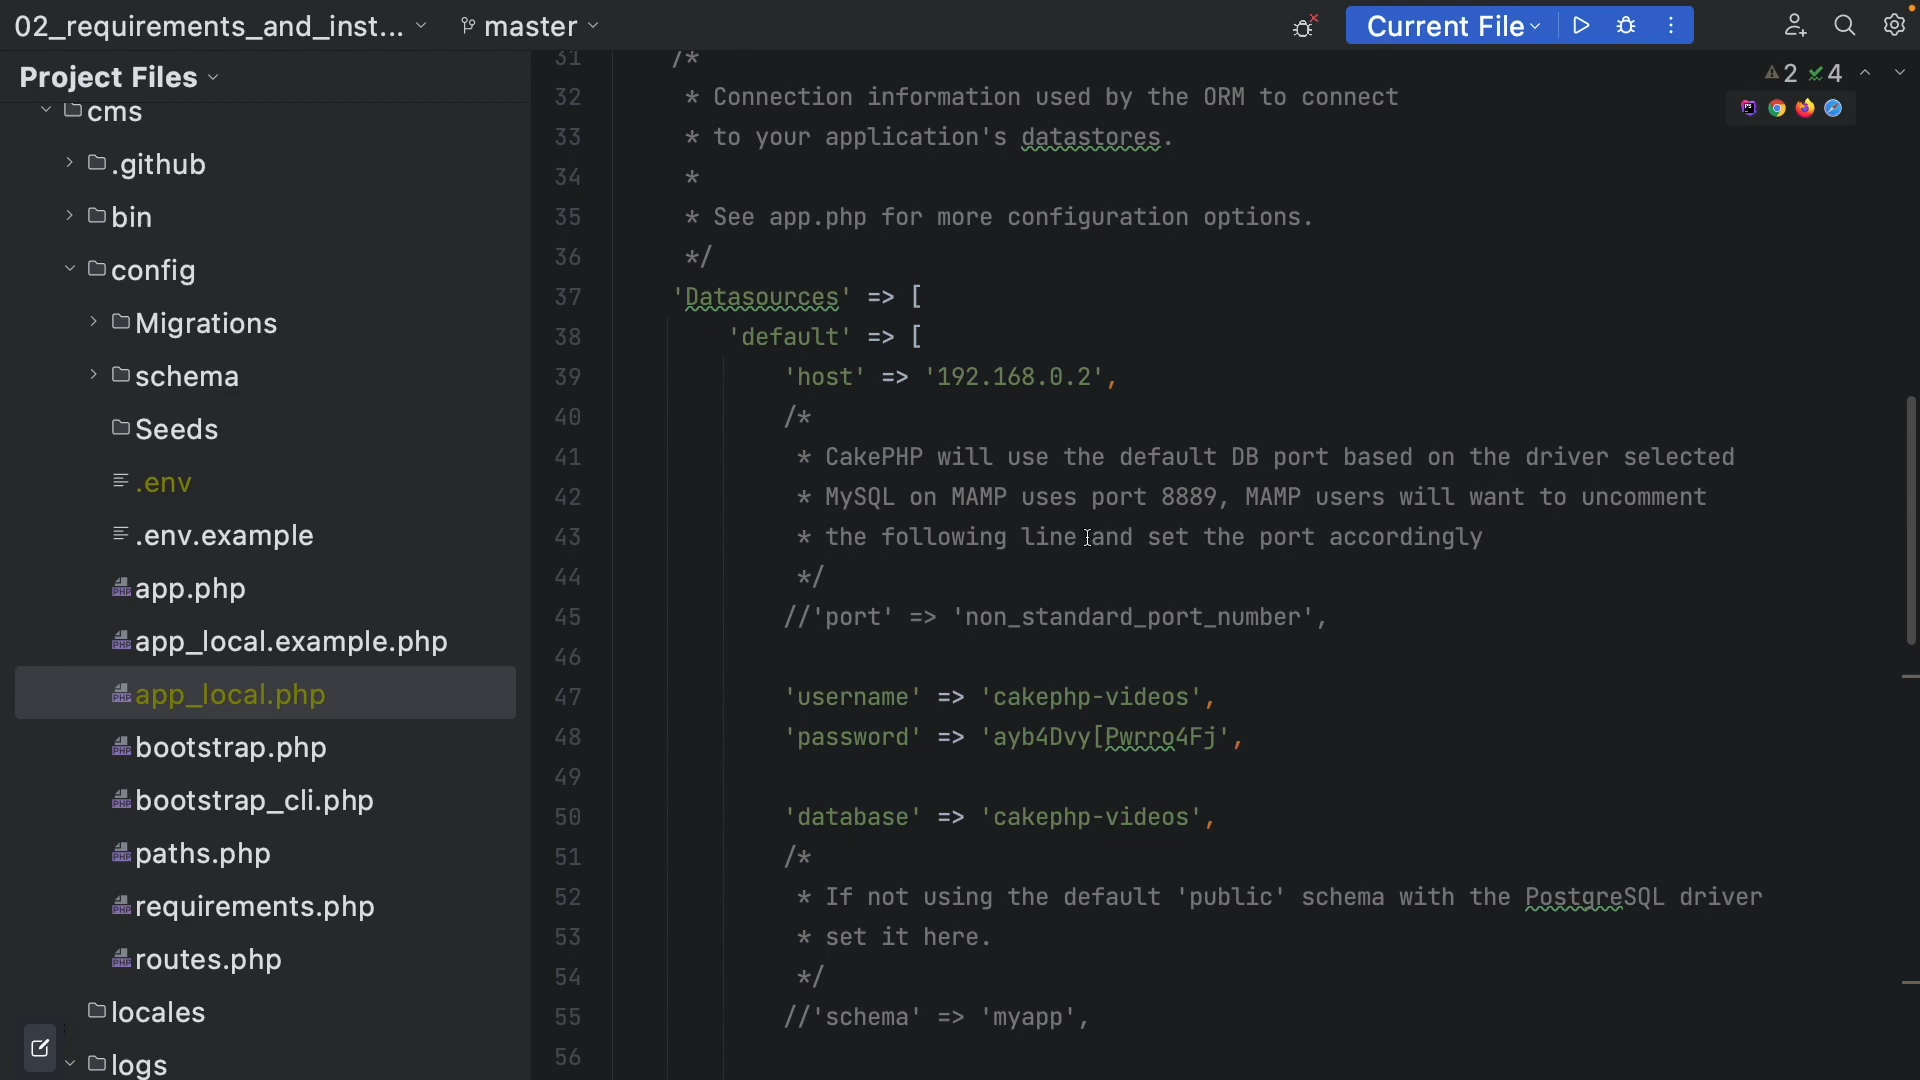 02_requirements_and_inst...
master
Current File
Project Files
cms
.github
bin
config
Migrations
schema
Seeds
.env
.env.example
app.php
app_local.example.php
app_local.php
bootstrap.php
bootstrap_cli.php
paths.php
requirements.php
routes.php
locales
logs
2 4
31 /*
32 * Connection information used by the ORM to connect
33 * to your application's datastores.
34 *
35 * See app.php for more configuration options.
36 */
37 'Datasources' => [
38 'default' => [
39 'host' => '192.168.0.2',
40 /*
41 * CakePHP will use the default DB port based on the driver selected
42 * MySQL on MAMP uses port 8889, MAMP users will want to uncomment
43 * the following line and set the port accordingly
44 */
45 //'port' => 'non_standard_port_number',
46
47 'username' => 'cakephp-videos',
48 'password' => 'ayb4Dvy[Pwrro4Fj',
49
50 'database' => 'cakephp-videos',
51 /*
52 * If not using the default 'public' schema with the PostgreSQL driver
53 * set it here.
54 */
55 //'schema' => 'myapp',
56